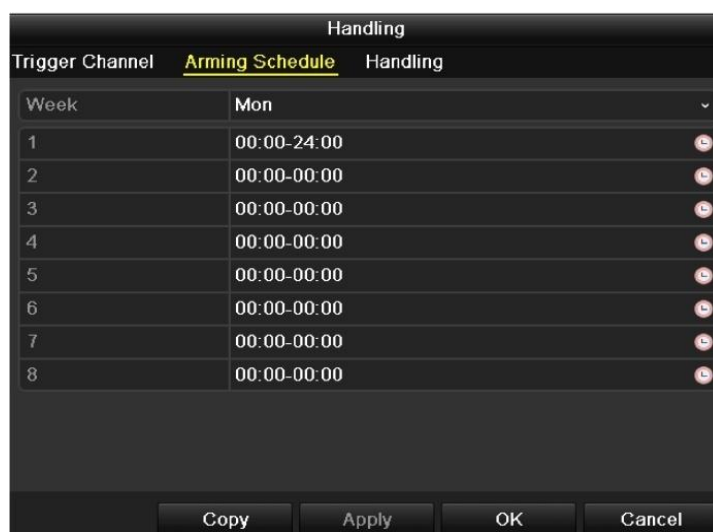 Handling
Trigger Channel Arming Schedule Handling
Week Mon
1 00:00-24:00
2 00:00-00:00
3 00:00-00:00
4 00:00-00:00
5 00:00-00:00
6 00:00-00:00
7 00:00-00:00
8 00:00-00:00
Copy Apply OK Cancel